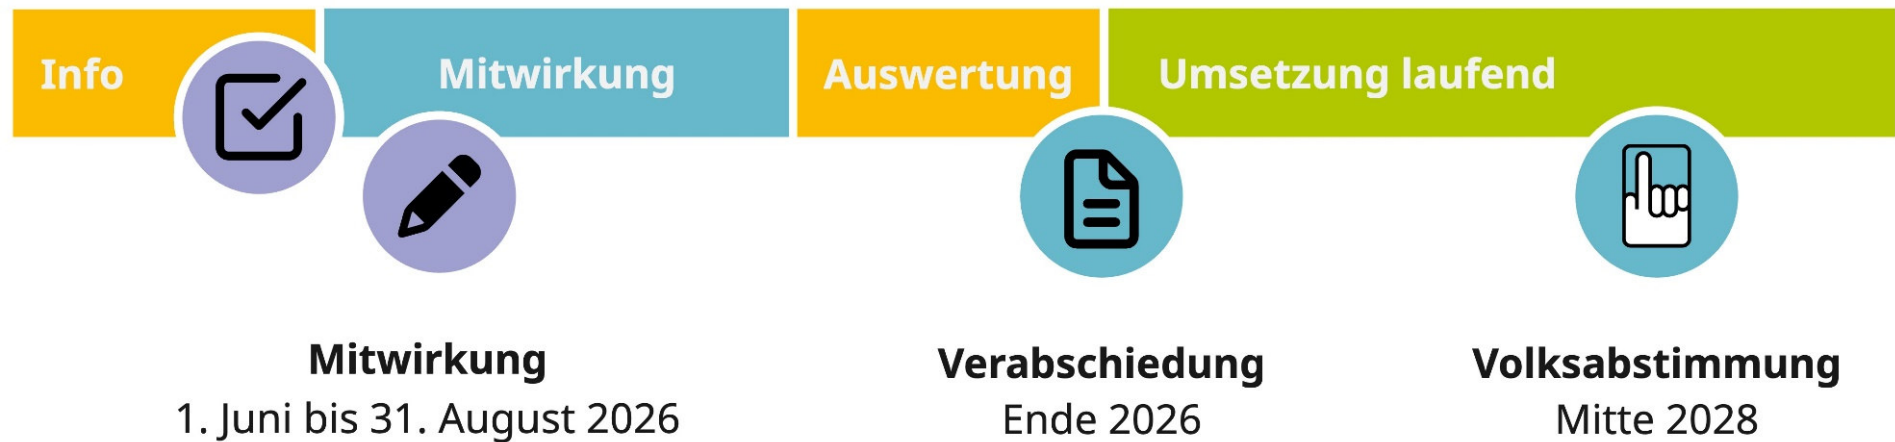 Info
Mitwirkung
Auswertung
Umsetzung laufend
Mitwirkung
1. Juni bis 31. August 2026
Verabschiedung
Ende 2026
Volksabstimmung
Mitte 2028